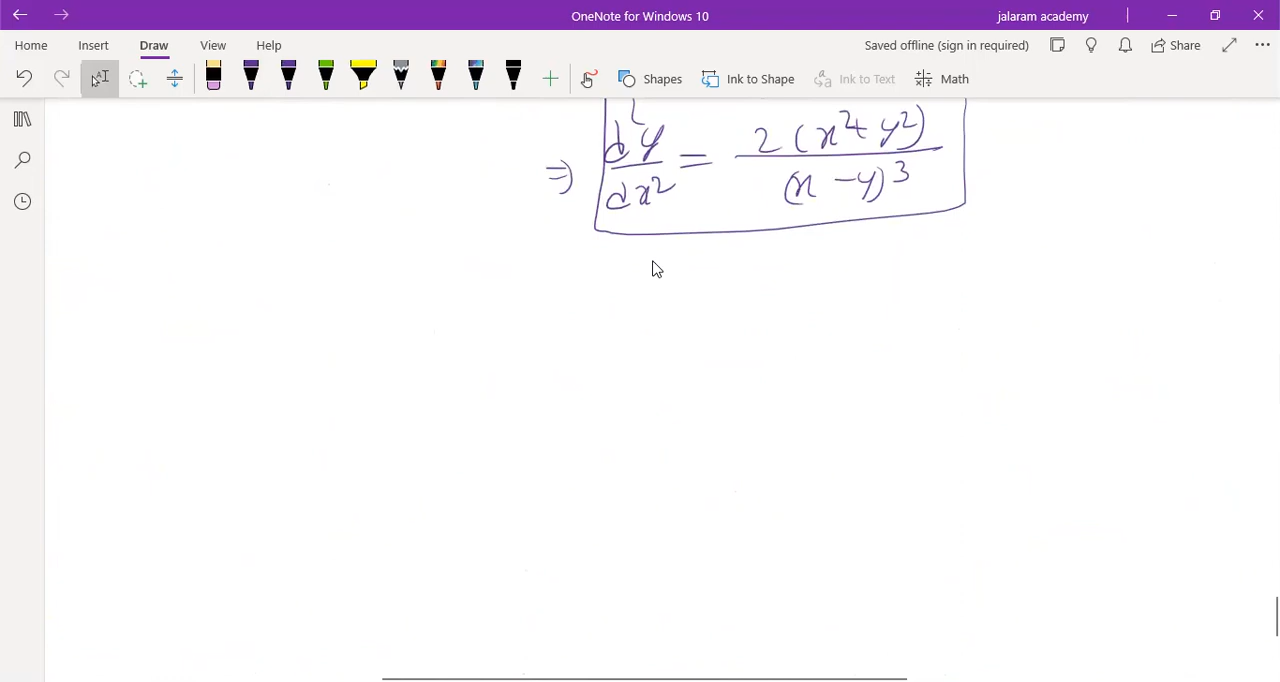 OneNote for Windows 10
jalaram academy
Home Insert Draw View Help
Saved offline (sign in required)
Share
Shapes
Ink to Shape
Ink to Text
Math
⇒ d²y/dx² = 2(x²+y²)/(x-y)³